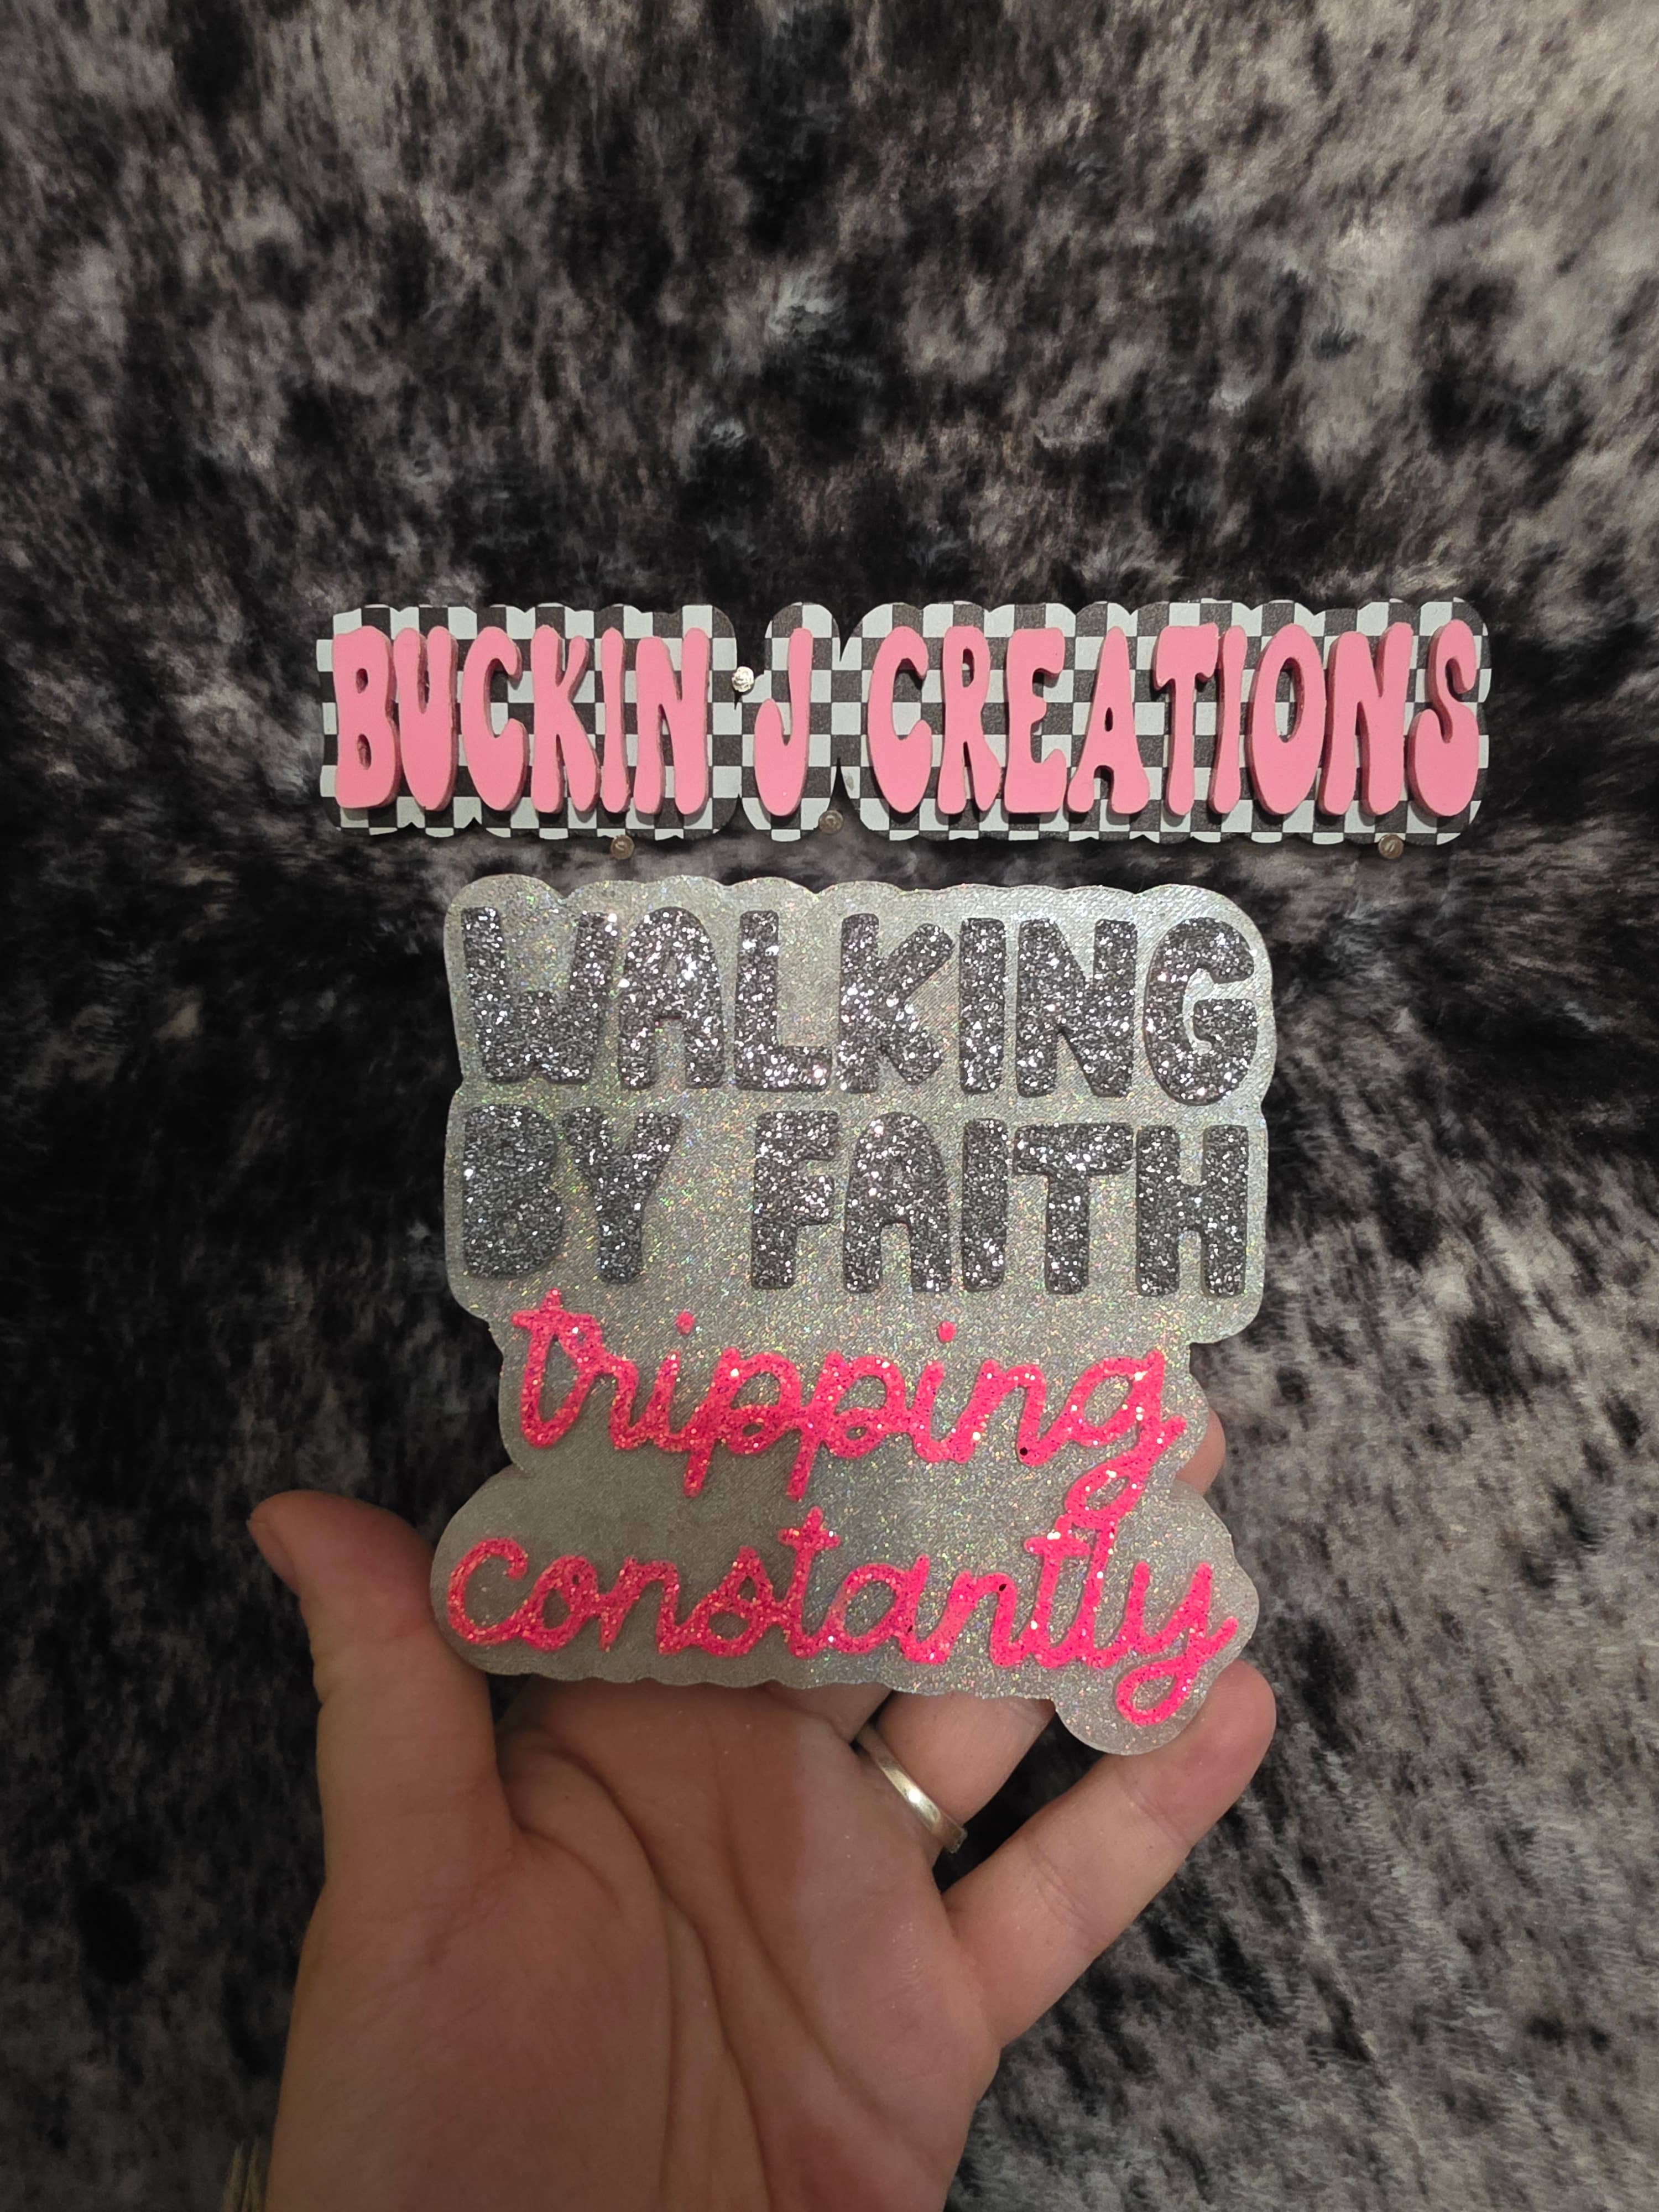 BUCKIN J CREATIONS
WALKING
BY FAITH
tripping
constantly